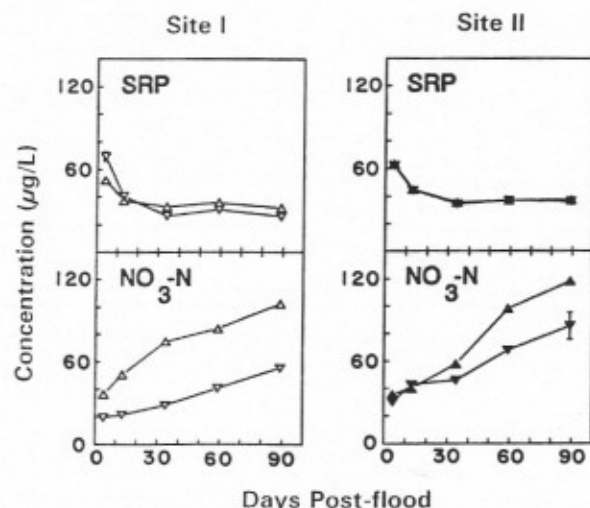 Site I
Site II
Concentration (µg/L)
120
60
SRP
120
60
SRP
120
60
0
NO3-N
120
60
0
NO3-N
0 30 60 90
0 30 60 90
Days Post-flood